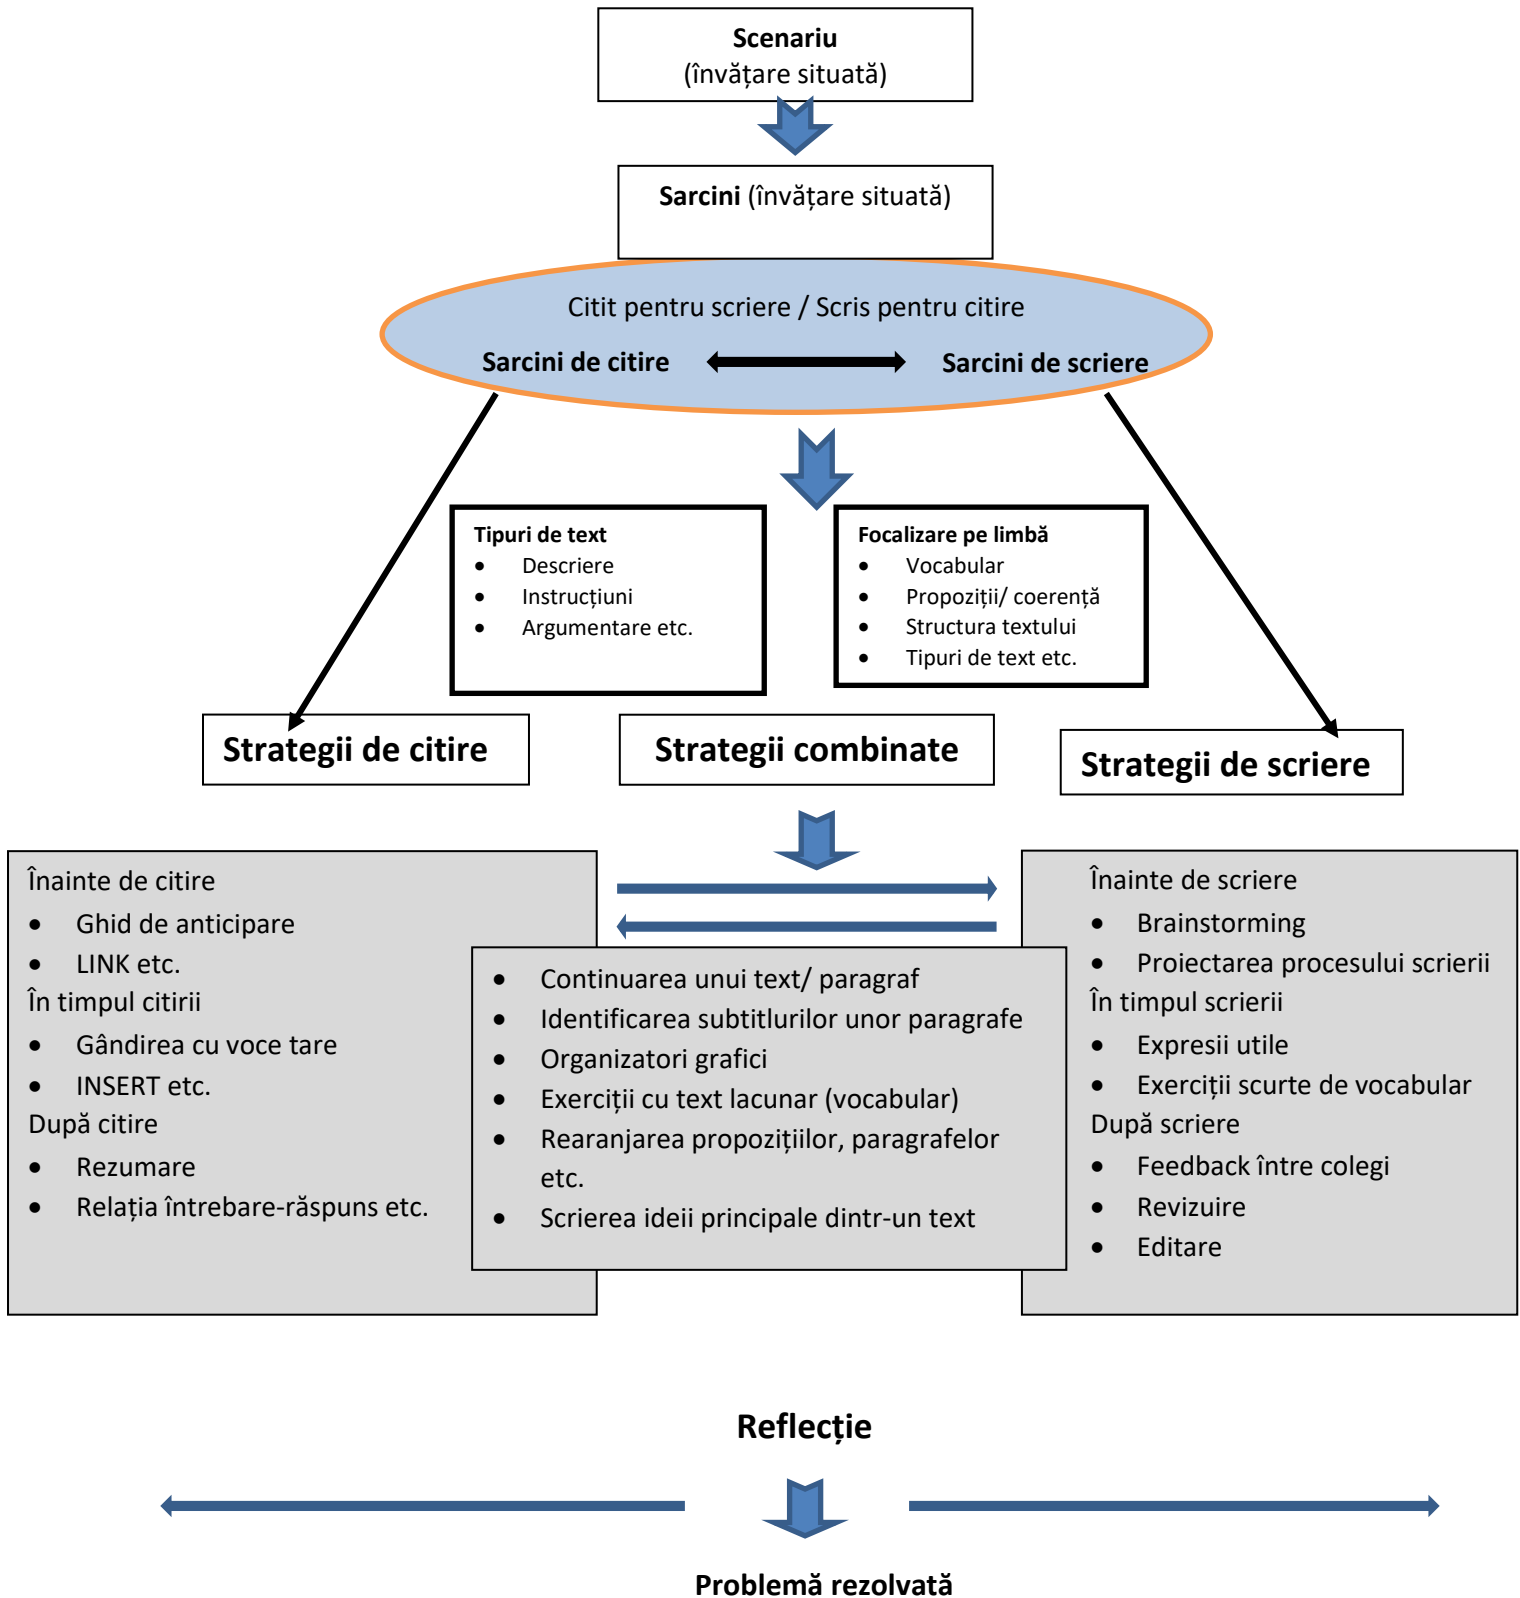 Scenariu
(învățare situată)
Sarcini (învățare situată)
Citit pentru scriere / Scris pentru citire
Sarcini de citire
Sarcini de scriere
Tipuri de text
• Descriere
• Instrucțiuni
• Argumentare etc.
Focalizare pe limbă
• Vocabular
• Propoziții/ coerență
• Structura textului
• Tipuri de text etc.
Strategii de citire
Strategii combinate
Strategii de scriere
Înainte de citire
• Ghid de anticipare
• LINK etc.
În timpul citirii
• Gândirea cu voce tare
• INSERT etc.
După citire
• Rezumare
• Relația întrebare-răspuns etc.
• Continuarea unui text/ paragraf
• Identificarea subtitlurilor unor paragrafe
• Organizatori grafici
• Exerciții cu text lacunar (vocabular)
• Rearanjarea propozițiilor, paragrafelor
etc.
• Scrierea ideii principale dintr-un text
Înainte de scriere
• Brainstorming
• Proiectarea procesului scrierii
În timpul scrierii
• Expresii utile
• Exerciții scurte de vocabular
După scriere
• Feedback între colegi
• Revizuire
• Editare
Reflecție
Problemă rezolvată